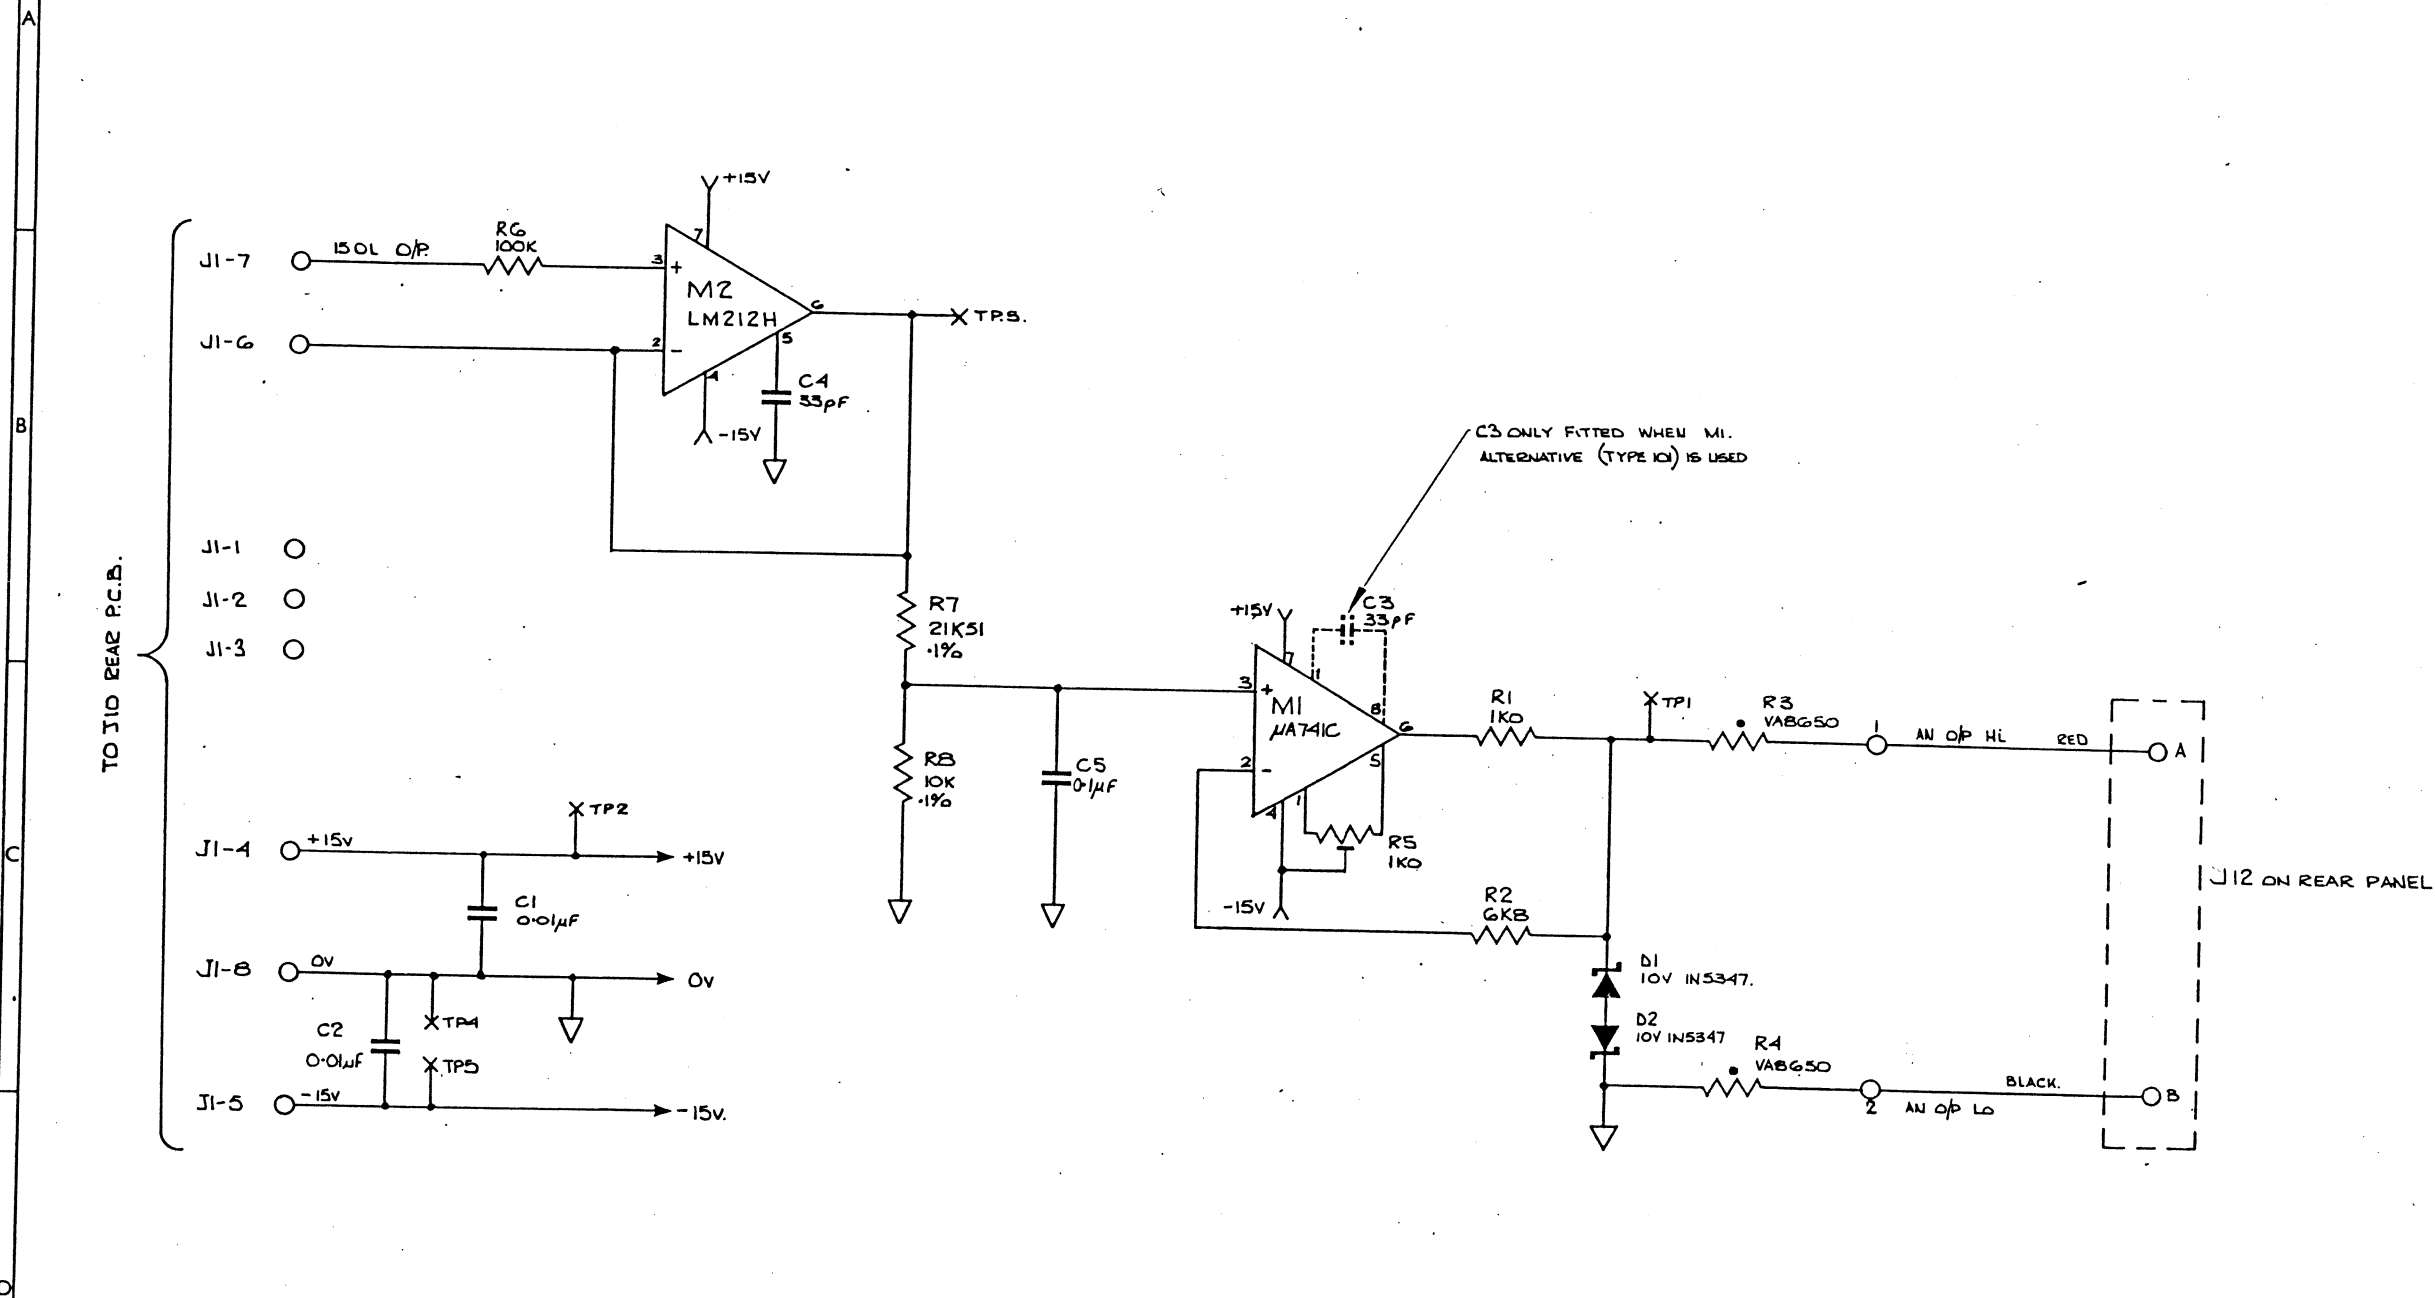 A
B
C
D
TO J10 REAR P.C.B.
J1-7
ISOL O/P.
R6
100K
J1-6
+15V
7
3
+
M2
LM212H
6
2
-
5
4
-15V
C4
33pF
TP.3.
J1-1
J1-2
J1-3
R7
21K51
.1%
R8
10K
.1%
C5
0·1µF
C3 ONLY FITTED WHEN M1.
ALTERNATIVE (TYPE 101) IS USED
C3
33pF
+15V
7
1
8
3
+
M1
µA741C
6
2
-
5
4
1
-15V
R5
1K0
R1
1K0
R2
6K8
TP1
R3
VA8650
1
AN O/P HI
RED
A
J12 ON REAR PANEL
D1
10V IN5347.
D2
10V IN5347
R4
VA8650
2
AN O/P LO
BLACK.
B
J1-4
+15V
TP2
+15V
C1
0·01µF
J1-8
0V
0V
C2
0·01µF
TP4
TP5
J1-5
-15V
-15V.